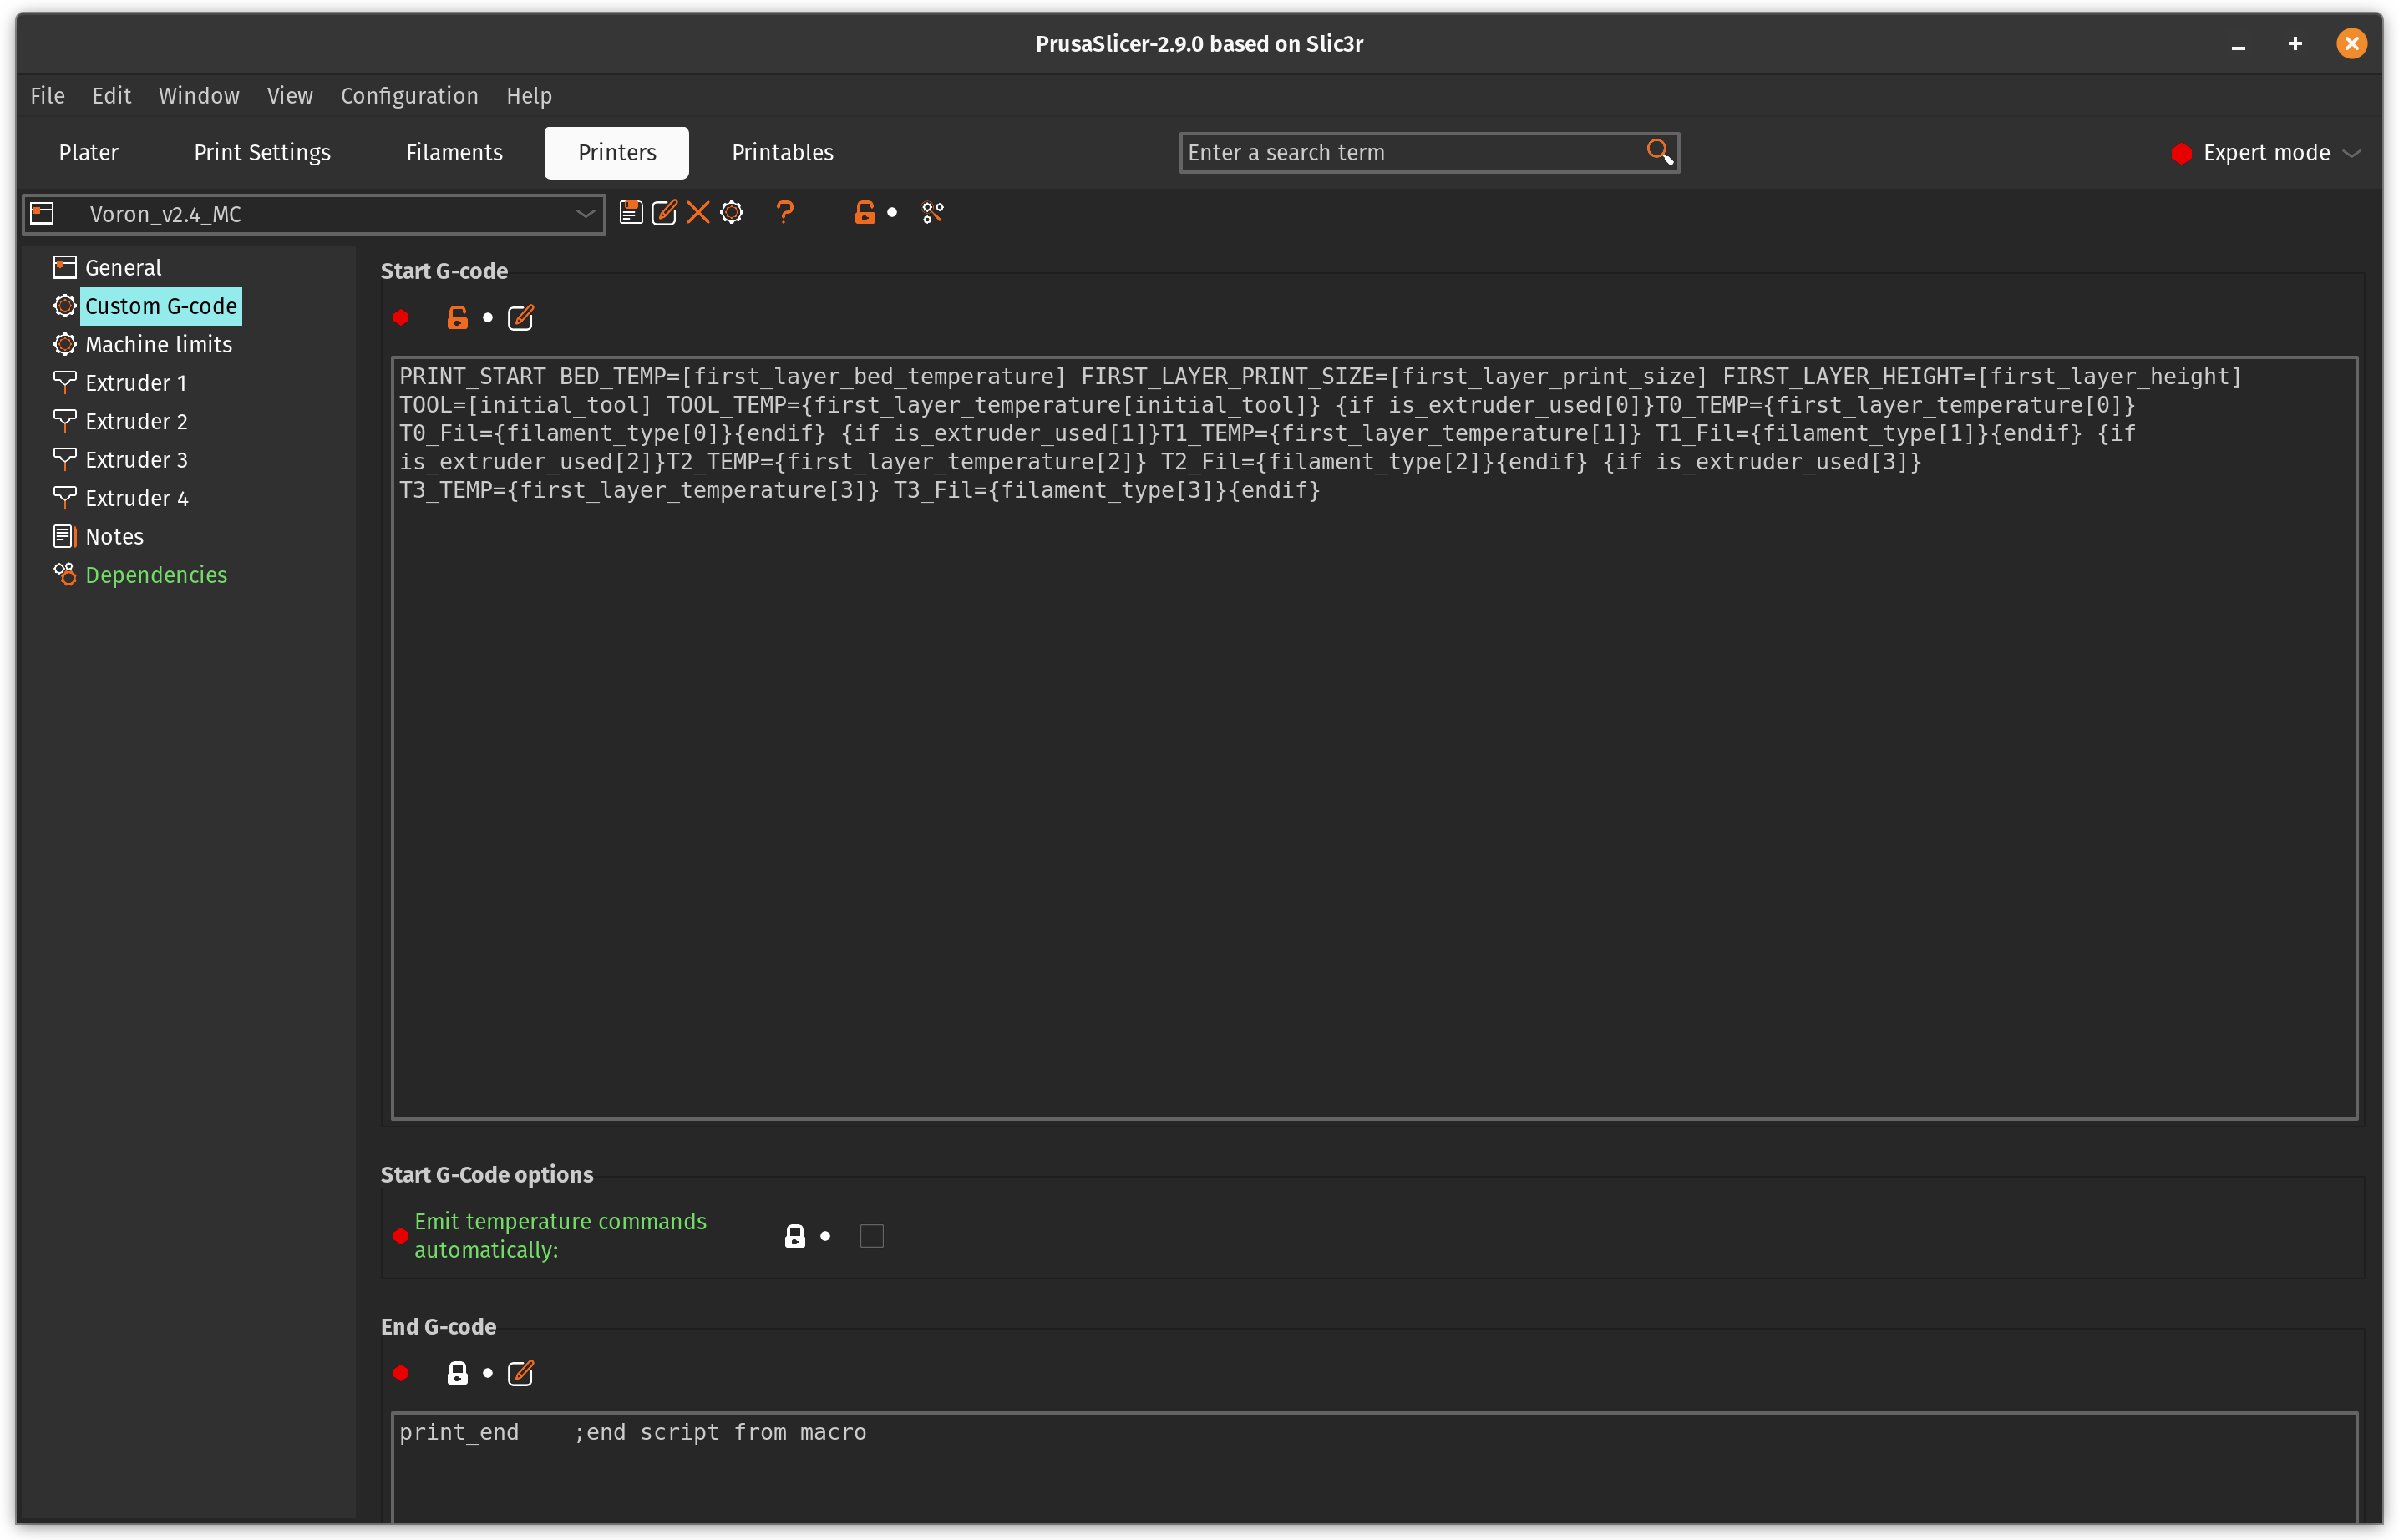 PrusaSlicer-2.9.0 based on Slic3r
File Edit Window View Configuration Help
Plater Print Settings Filaments Printers Printables Enter a search term Expert mode
Voron_v2.4_MC
General
Custom G-code
Machine limits
Extruder 1
Extruder 2
Extruder 3
Extruder 4
Notes
Dependencies
Start G-code
PRINT_START BED_TEMP=[first_layer_bed_temperature] FIRST_LAYER_PRINT_SIZE=[first_layer_print_size] FIRST_LAYER_HEIGHT=[first_layer_height]
TOOL=[initial_tool] TOOL_TEMP={first_layer_temperature[initial_tool]} {if is_extruder_used[0]}T0_TEMP={first_layer_temperature[0]}
T0_Fil={filament_type[0]}{endif} {if is_extruder_used[1]}T1_TEMP={first_layer_temperature[1]} T1_Fil={filament_type[1]}{endif} {if
is_extruder_used[2]}T2_TEMP={first_layer_temperature[2]} T2_Fil={filament_type[2]}{endif} {if is_extruder_used[3]}
T3_TEMP={first_layer_temperature[3]} T3_Fil={filament_type[3]}{endif}
Start G-Code options
Emit temperature commands
automatically:
End G-code
print_end    ;end script from macro